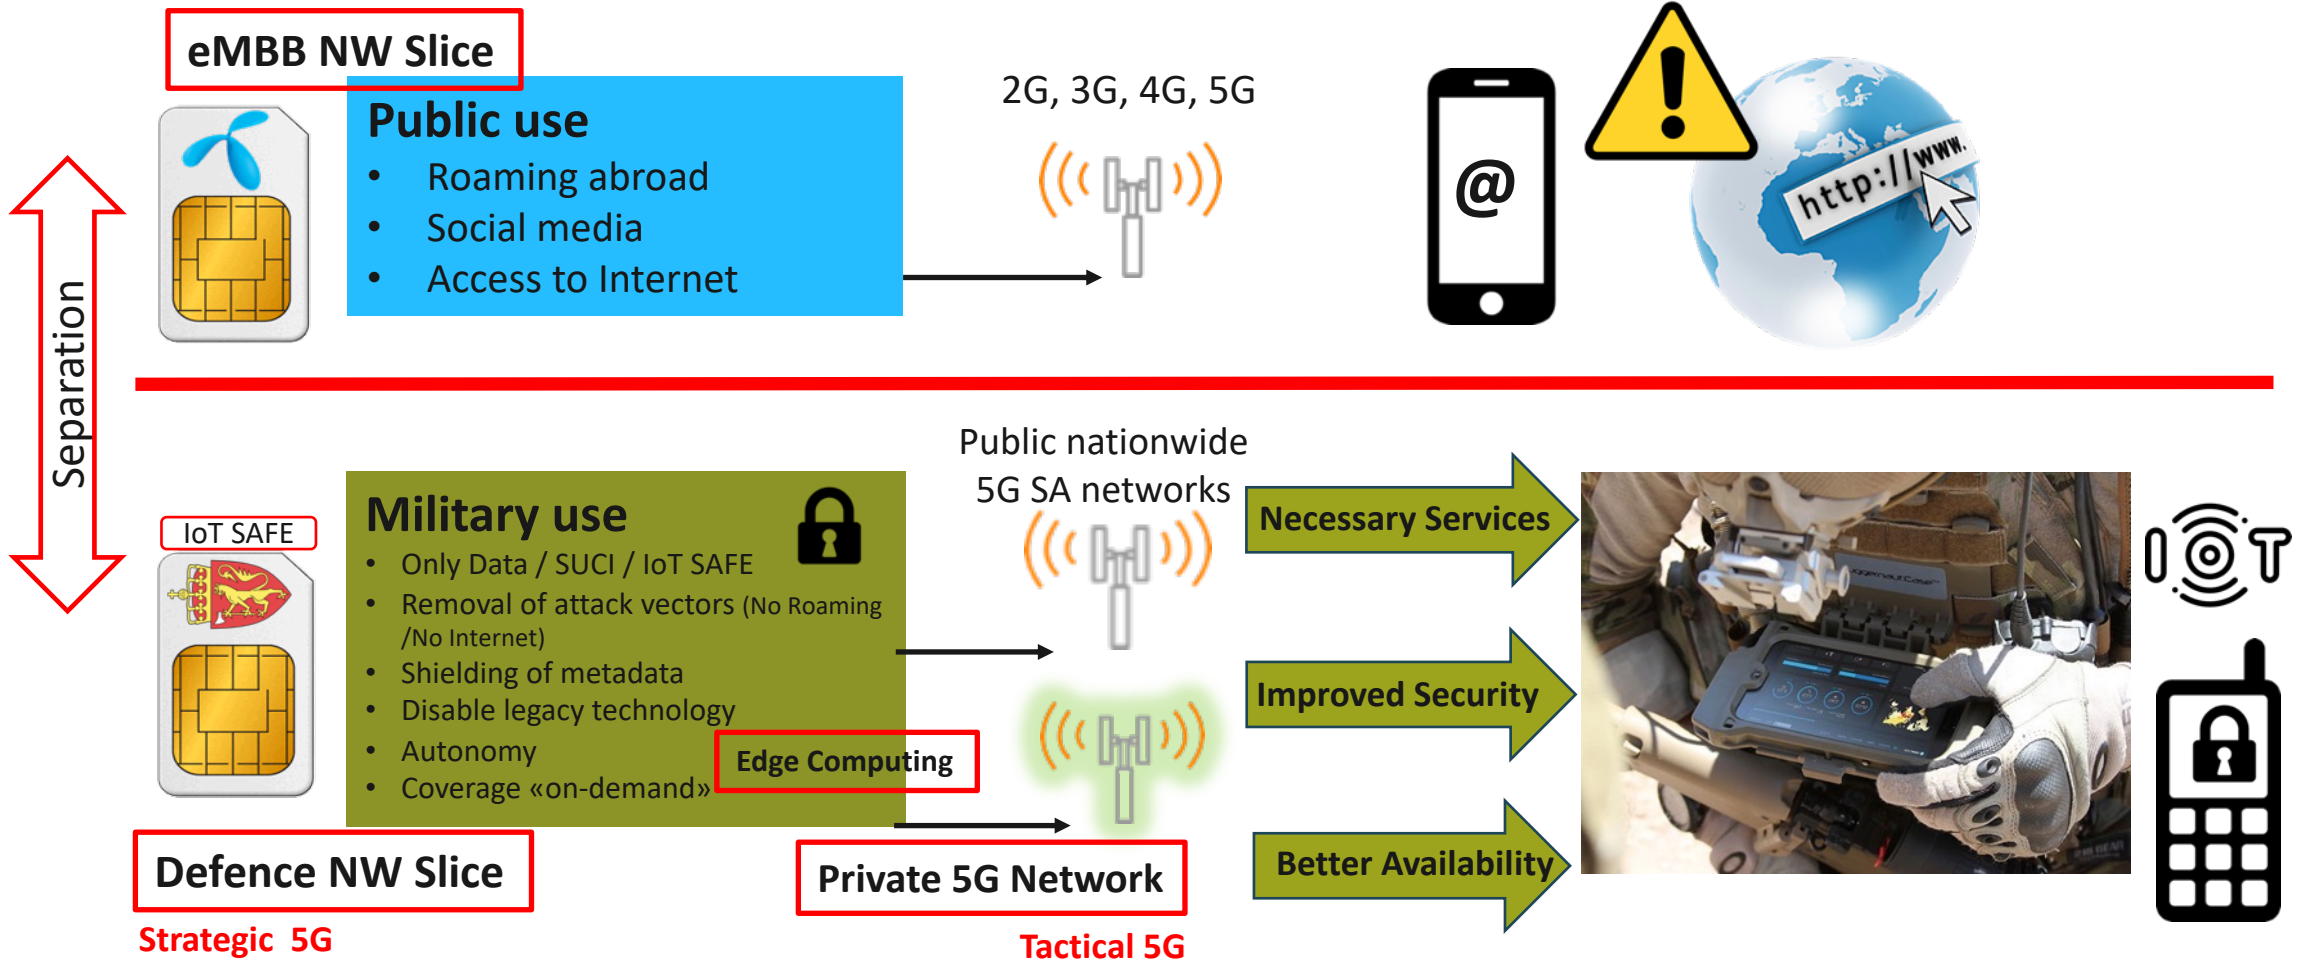 eMBB NW Slice
Public use
• Roaming abroad
• Social media
• Access to Internet
2G, 3G, 4G, 5G
@
http://www.
Separation
IoT SAFE
Military use
• Only Data / SUCI / IoT SAFE
• Removal of attack vectors (No Roaming
/No Internet)
• Shielding of metadata
• Disable legacy technology
• Autonomy
• Coverage «on-demand»
Edge Computing
Public nationwide
5G SA networks
Necessary Services
Improved Security
Better Availability
IOT
Defence NW Slice
Strategic 5G
Private 5G Network
Tactical 5G